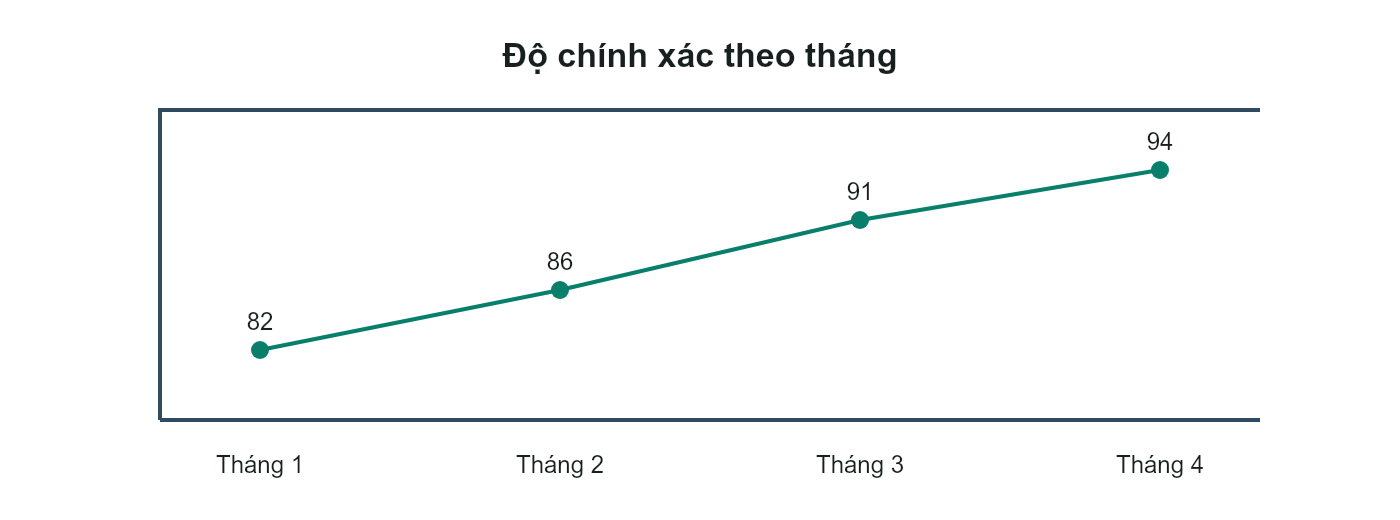 Độ chính xác theo tháng
94
91
86
82
Tháng 1 Tháng 2 Tháng 3 Tháng 4